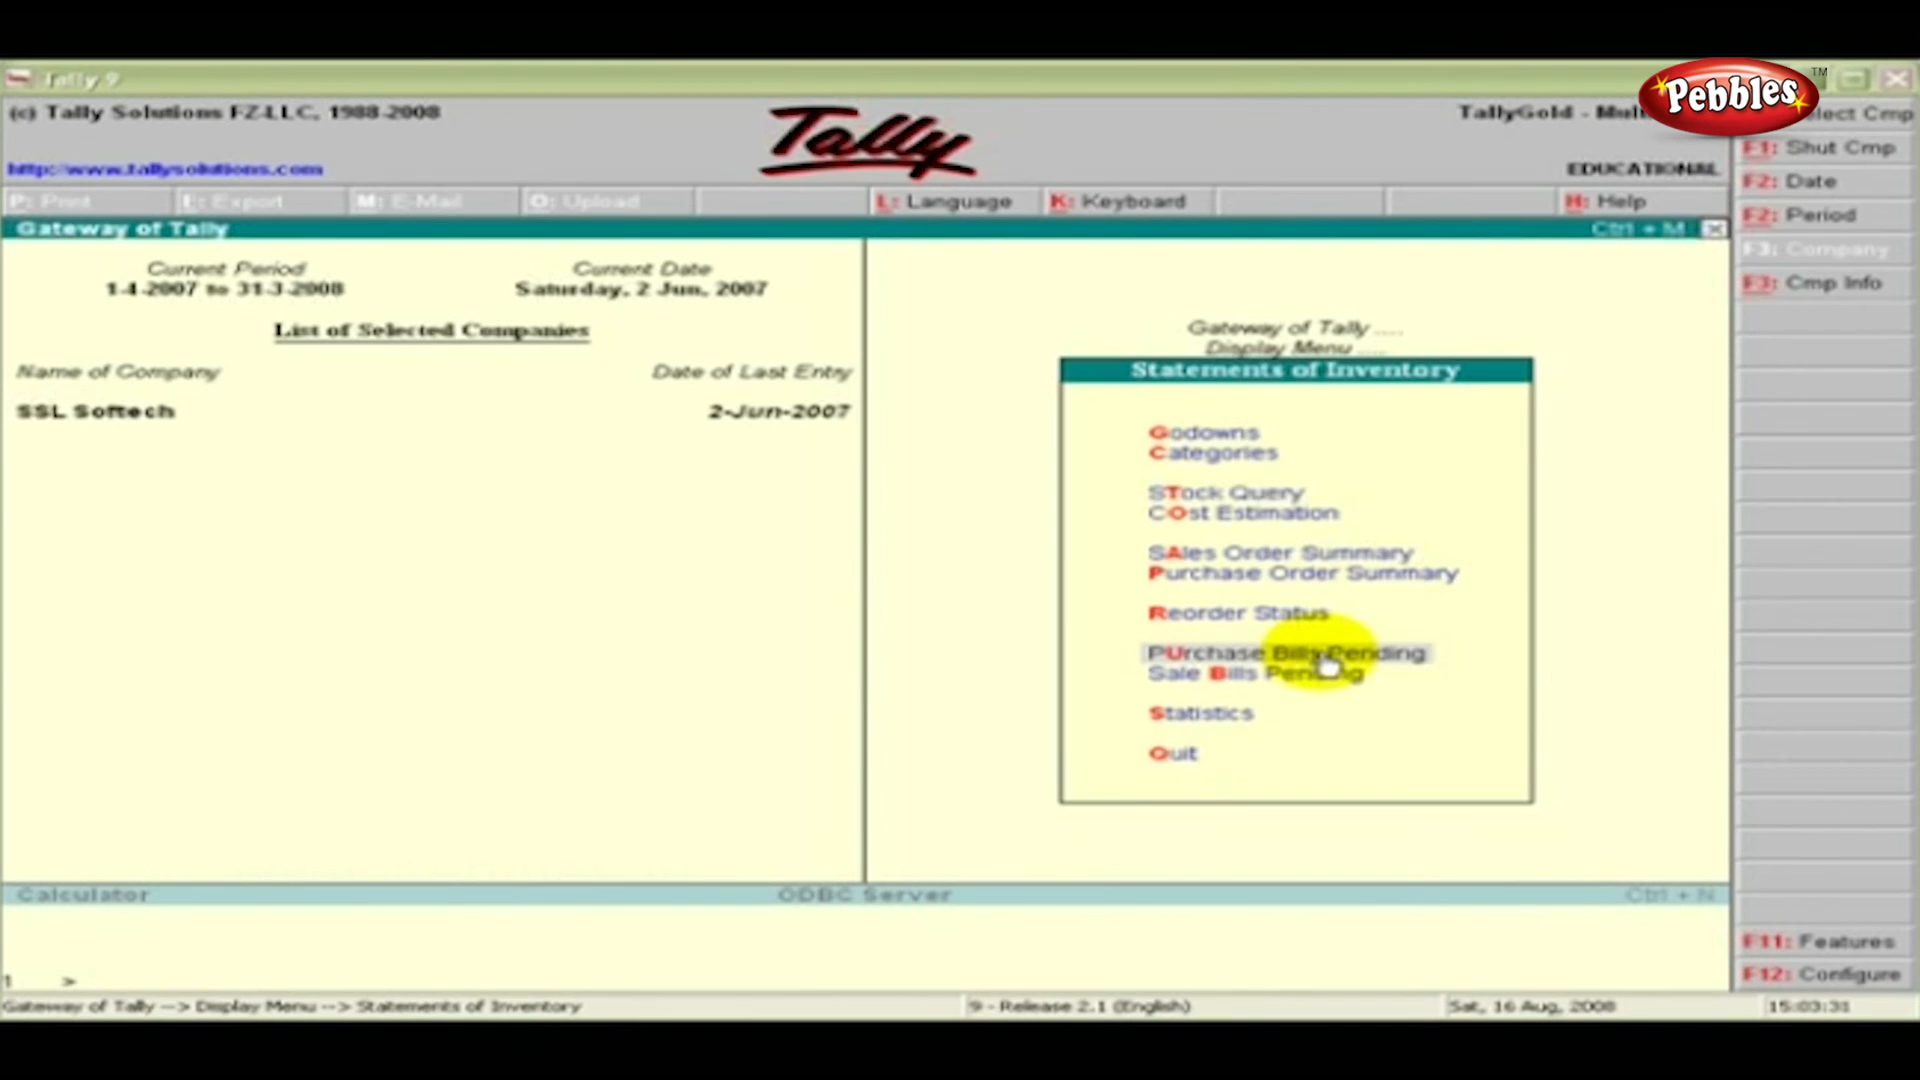 Tally 9
Pebbles TM
(c) Tally Solutions FZ-LLC, 1988-2008
Tally
TallyGold -
http://www.tallysolutions.com
EDUCATIONAL
P: Print E: Export M: E-Mail O: Upload L: Language K: Keyboard H: Help
Gateway of Tally Ctrl + M
Current Period Current Date
1-4-2007 to 31-3-2008 Saturday, 2 Jun, 2007
List of Selected Companies
Name of Company Date of Last Entry
SSL Softech 2-Jun-2007
Gateway of Tally ....
Display Menu ....
Statements of Inventory
Godowns
Categories
STock Query
COst Estimation
SAles Order Summary
Purchase Order Summary
Reorder Status
PUrchase Bills Pending
Sale Bills Pending
Statistics
Quit
Cmp
F1: Shut Cmp
F2: Date
F2: Period
F3: Company
F3: Cmp Info
F11: Features
F12: Configure
Calculator ODBC Server Ctrl + N
1 >
Gateway of Tally --> Display Menu --> Statements of Inventory 9 - Release 2.1 (English) Sat, 16 Aug, 2008 15:03:31